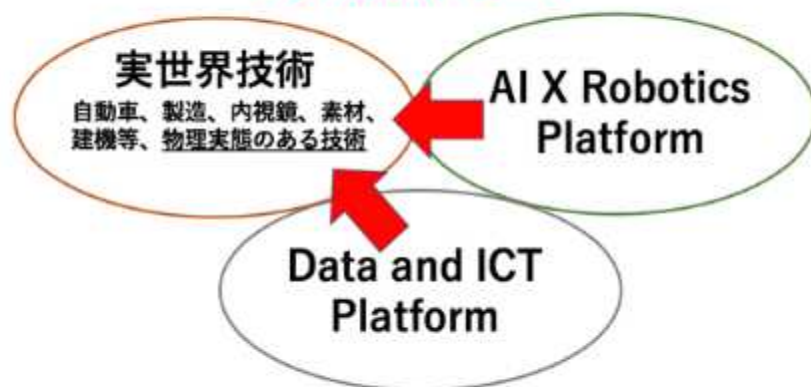 実世界技術
自動車、製造、内視鏡、素材、
建機等、物理実態のある技術
AI X Robotics
Platform
Data and ICT
Platform